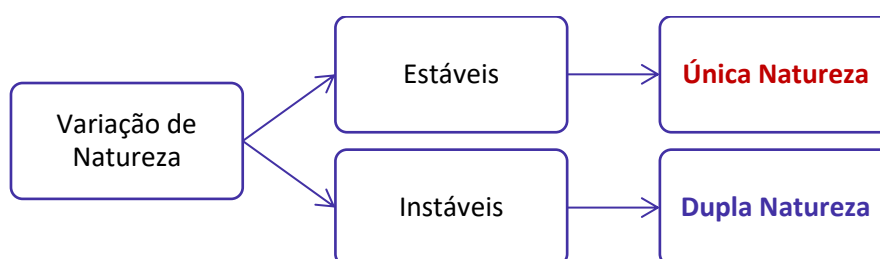 Variação de
Natureza
Estáveis
Única Natureza
Instáveis
Dupla Natureza